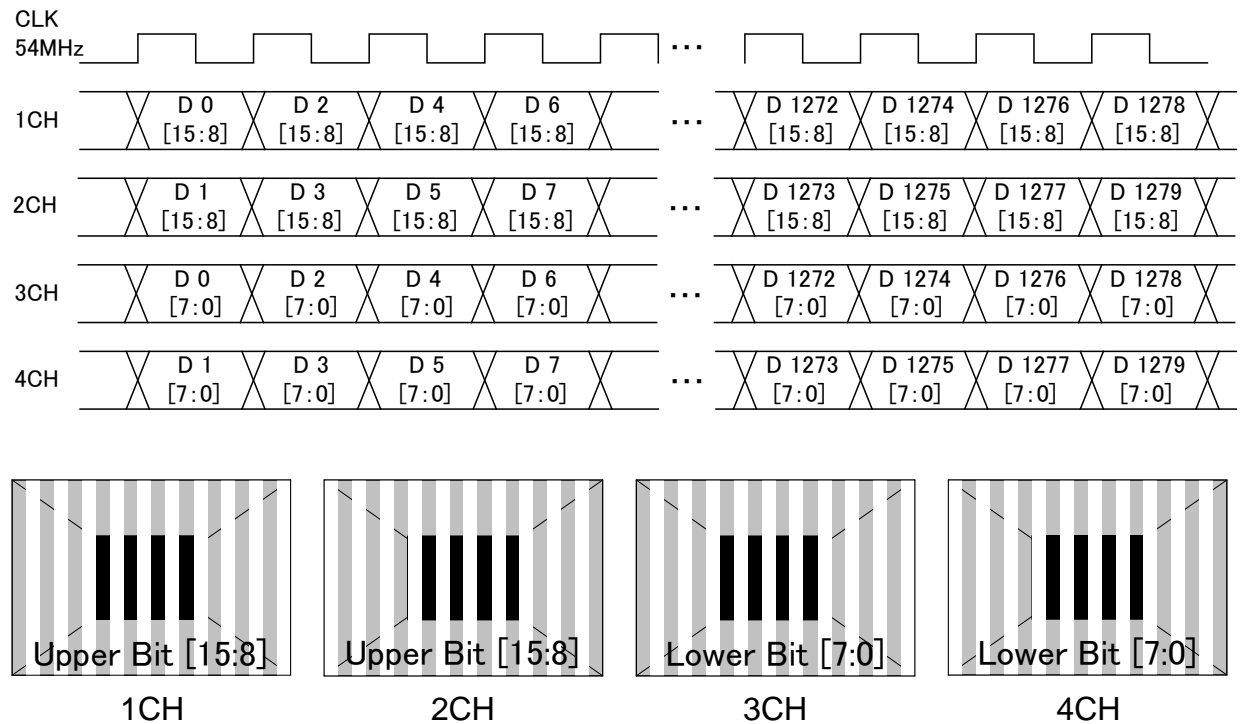 CLK
54MHz
...
1CH
D 0 D 2 D 4 D 6 ... D 1272 D 1274 D 1276 D 1278
[15:8] [15:8] [15:8] [15:8] [15:8] [15:8] [15:8] [15:8]
2CH
D 1 D 3 D 5 D 7 ... D 1273 D 1275 D 1277 D 1279
[15:8] [15:8] [15:8] [15:8] [15:8] [15:8] [15:8] [15:8]
3CH
D 0 D 2 D 4 D 6 ... D 1272 D 1274 D 1276 D 1278
[7:0] [7:0] [7:0] [7:0] [7:0] [7:0] [7:0] [7:0]
4CH
D 1 D 3 D 5 D 7 ... D 1273 D 1275 D 1277 D 1279
[7:0] [7:0] [7:0] [7:0] [7:0] [7:0] [7:0] [7:0]
Upper Bit [15:8] Upper Bit [15:8] Lower Bit [7:0] Lower Bit [7:0]
1CH 2CH 3CH 4CH